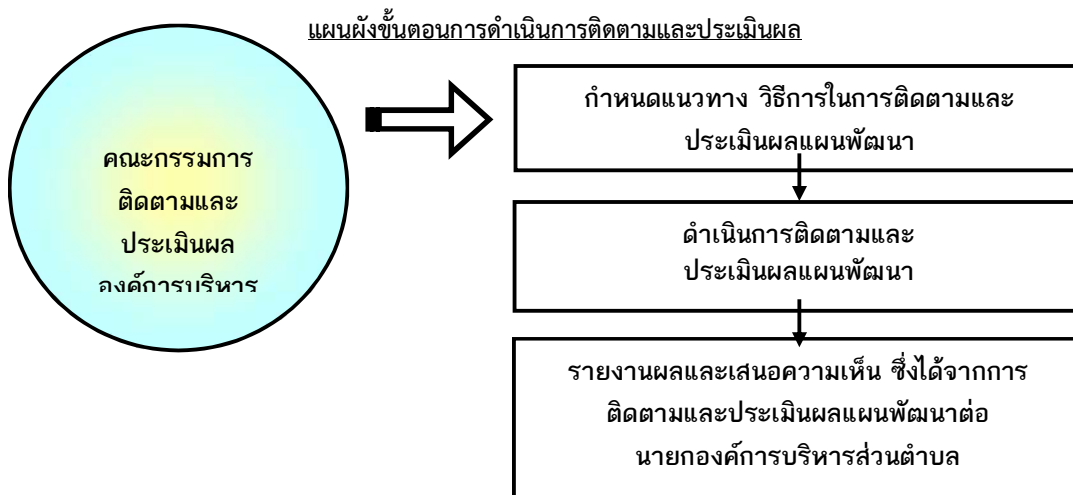 แผนผังขั้นตอนการดำเนินการติดตามและประเมินผล
คณะกรรมการ
ติดตามและ
ประเมินผล
องค์การบริหาร
กำหนดแนวทาง วิธีการในการติดตามและ
ประเมินผลแผนพัฒนา
ดำเนินการติดตามและ
ประเมินผลแผนพัฒนา
รายงานผลและเสนอความเห็น ซึ่งได้จากการ
ติดตามและประเมินผลแผนพัฒนาต่อ
นายกองค์การบริหารส่วนตำบล